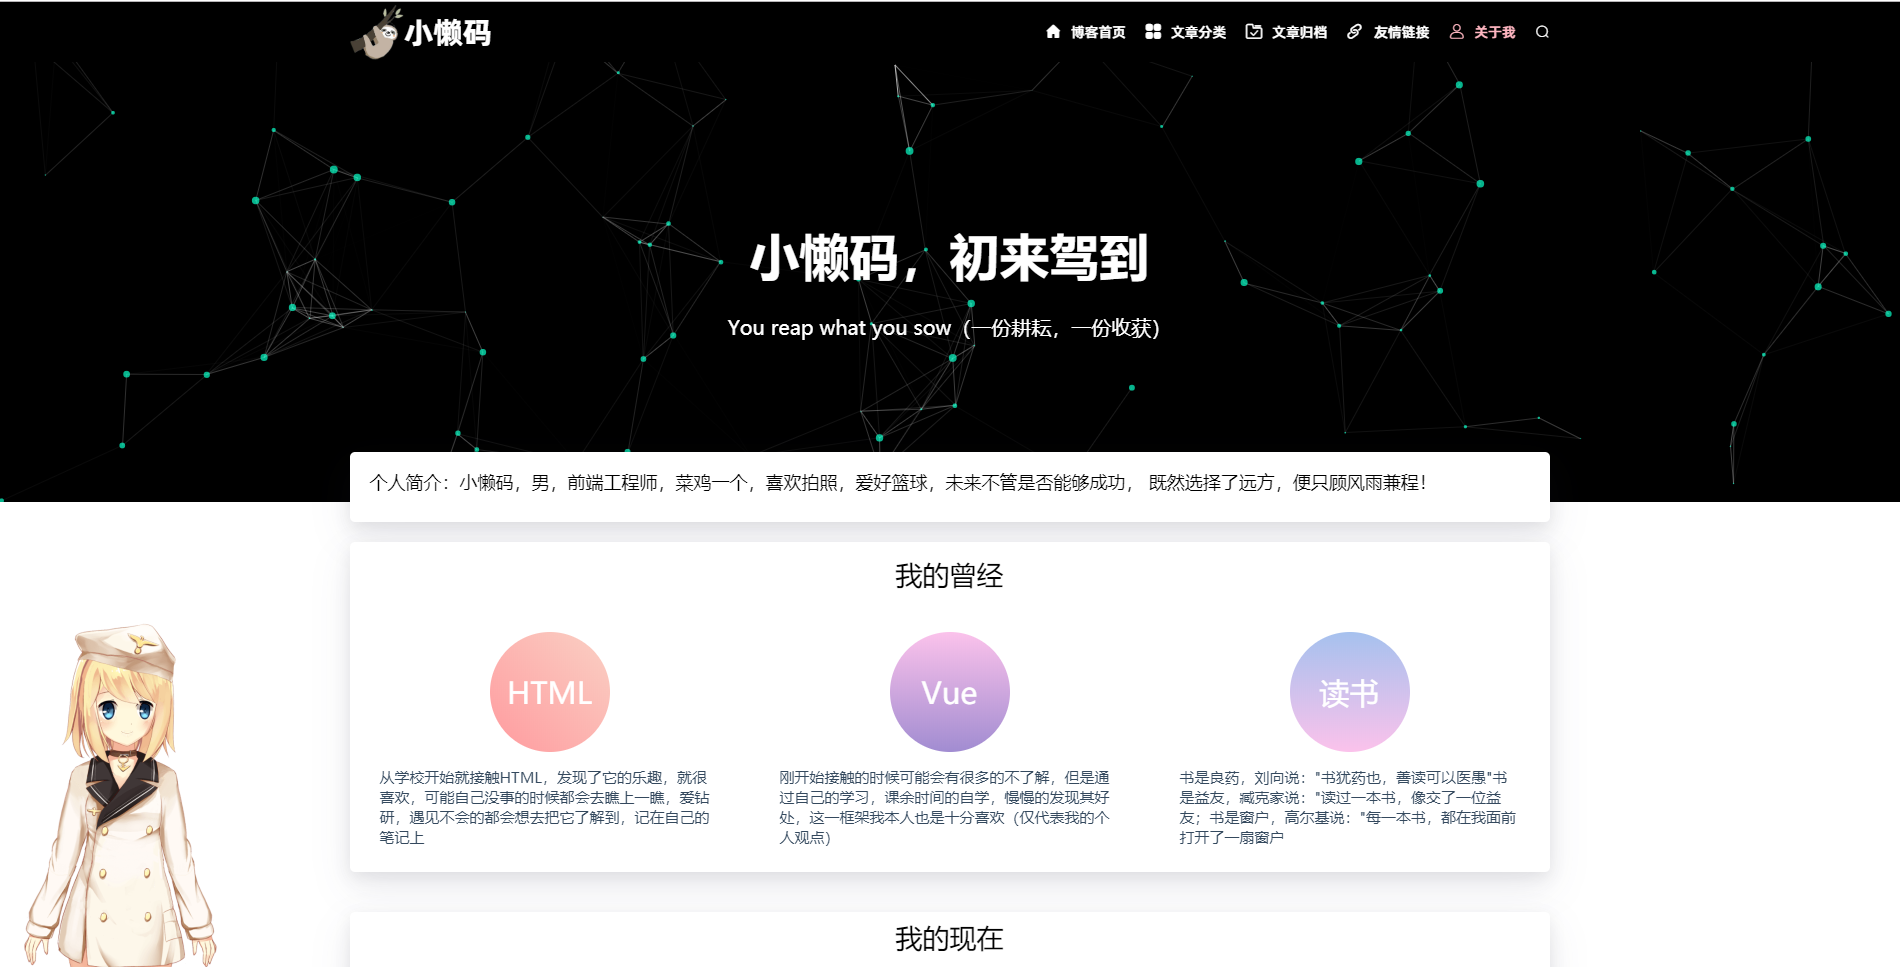 小懒码
博客首页 文章分类 文章归档 友情链接 关于我
小懒码，初来驾到
You reap what you sow（一份耕耘，一份收获）
个人简介：小懒码，男，前端工程师，菜鸡一个，喜欢拍照，爱好篮球，未来不管是否能够成功， 既然选择了远方，便只顾风雨兼程！
我的曾经
HTML
从学校开始就接触HTML，发现了它的乐趣，就很
喜欢，可能自己没事的时候都会去瞧上一瞧，爱钻
研，遇见不会的都会想去把它了解到，记在自己的
笔记上
Vue
刚开始接触的时候可能会有很多的不了解，但是通
过自己的学习，课余时间的自学，慢慢的发现其好
处，这一框架我本人也是十分喜欢（仅代表我的个
人观点）
读书
书是良药，刘向说："书犹药也，善读可以医愚"书
是益友，臧克家说："读过一本书，像交了一位益
友；书是窗户，高尔基说："每一本书，都在我面前
打开了一扇窗户
我的现在